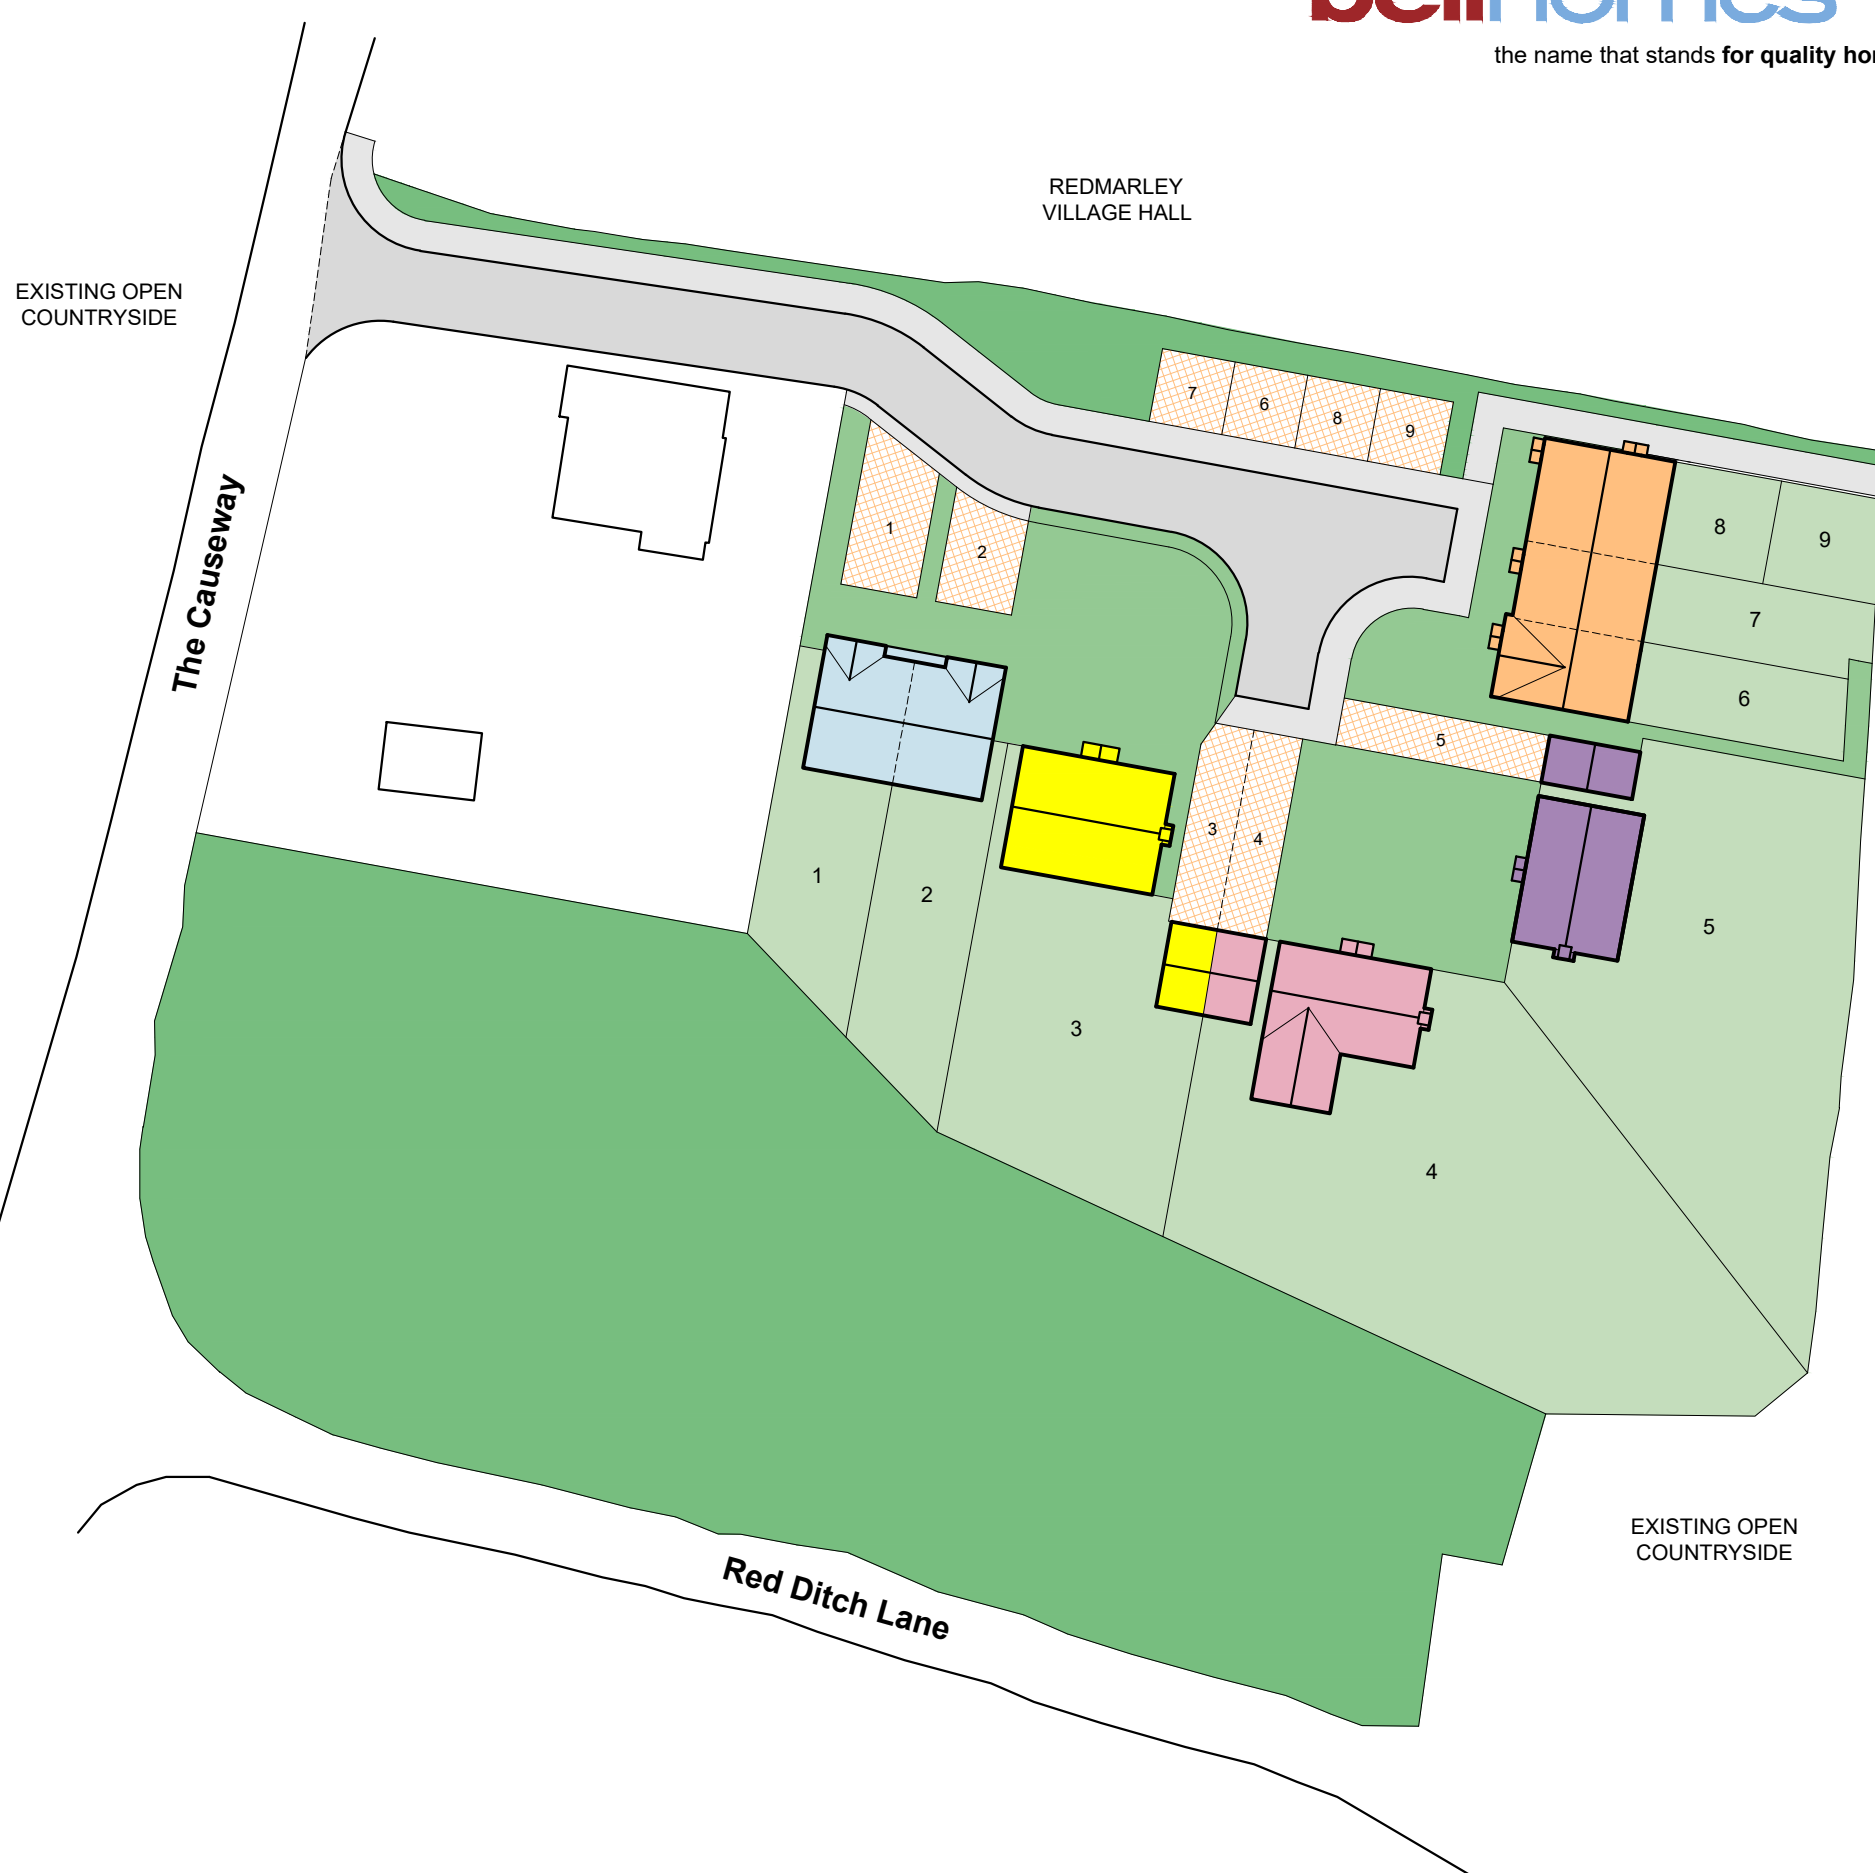 bellhomes
the name that stands for quality
REDMARLEY
VILLAGE HALL
EXISTING OPEN
COUNTRYSIDE
The Causeway
7
6
8
9
1
2
8
9
7
6
5
3
4
1
2
5
3
4
EXISTING OPEN
COUNTRYSIDE
Red Ditch Lane